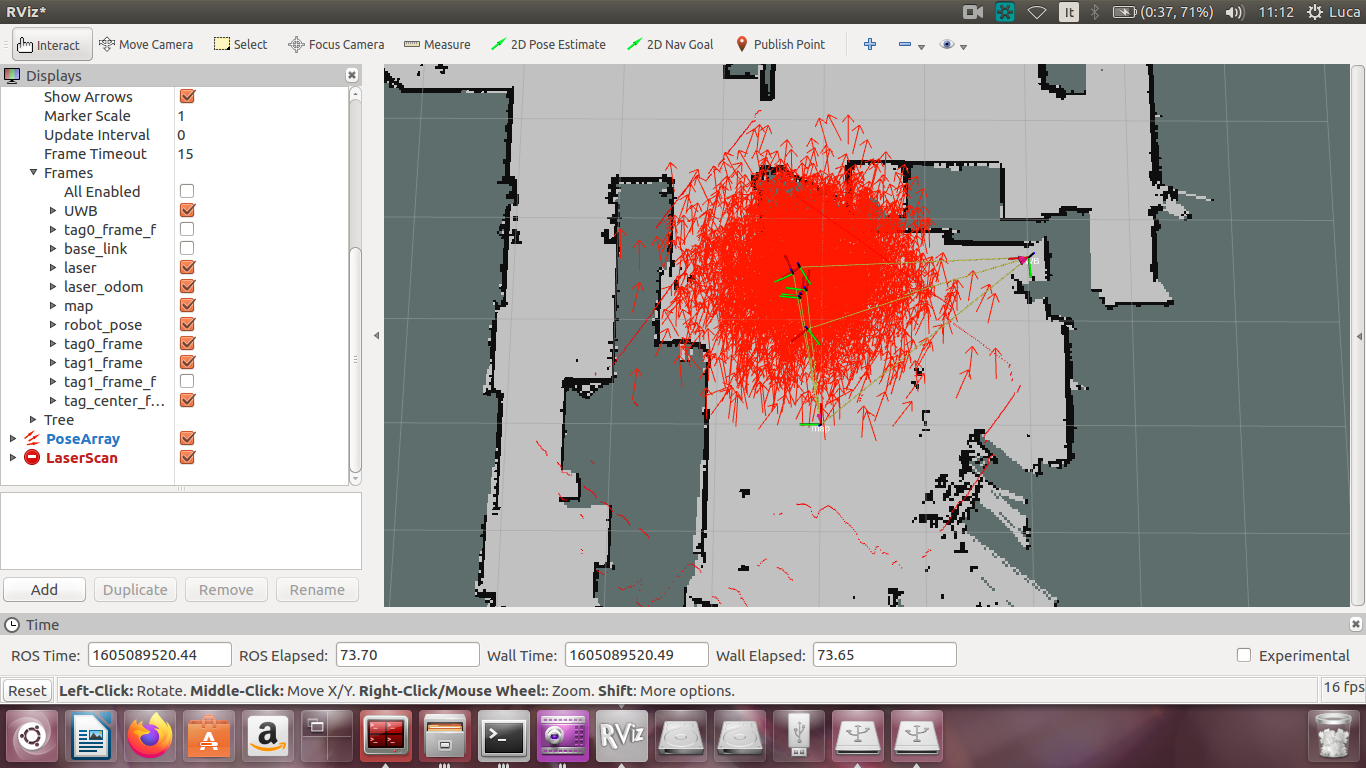 RViz*
It
(0:37, 71%)
11:12
Luca
Interact
Move Camera
Select
Focus Camera
Measure
2D Pose Estimate
2D Nav Goal
Publish Point
Displays
Show Arrows
Marker Scale 1
Update Interval 0
Frame Timeout 15
Frames
All Enabled
UWB
tag0_frame_f
base_link
laser
laser_odom
map
robot_pose
tag0_frame
tag1_frame
tag1_frame_f
tag_center_f...
Tree
PoseArray
LaserScan
map
Add
Duplicate
Remove
Rename
Time
ROS Time: 1605089520.44
ROS Elapsed: 73.70
Wall Time: 1605089520.49
Wall Elapsed: 73.65
Experimental
Reset
Left-Click: Rotate. Middle-Click: Move X/Y. Right-Click/Mouse Wheel:: Zoom. Shift: More options.
16 fps
A
a
>_
RViz